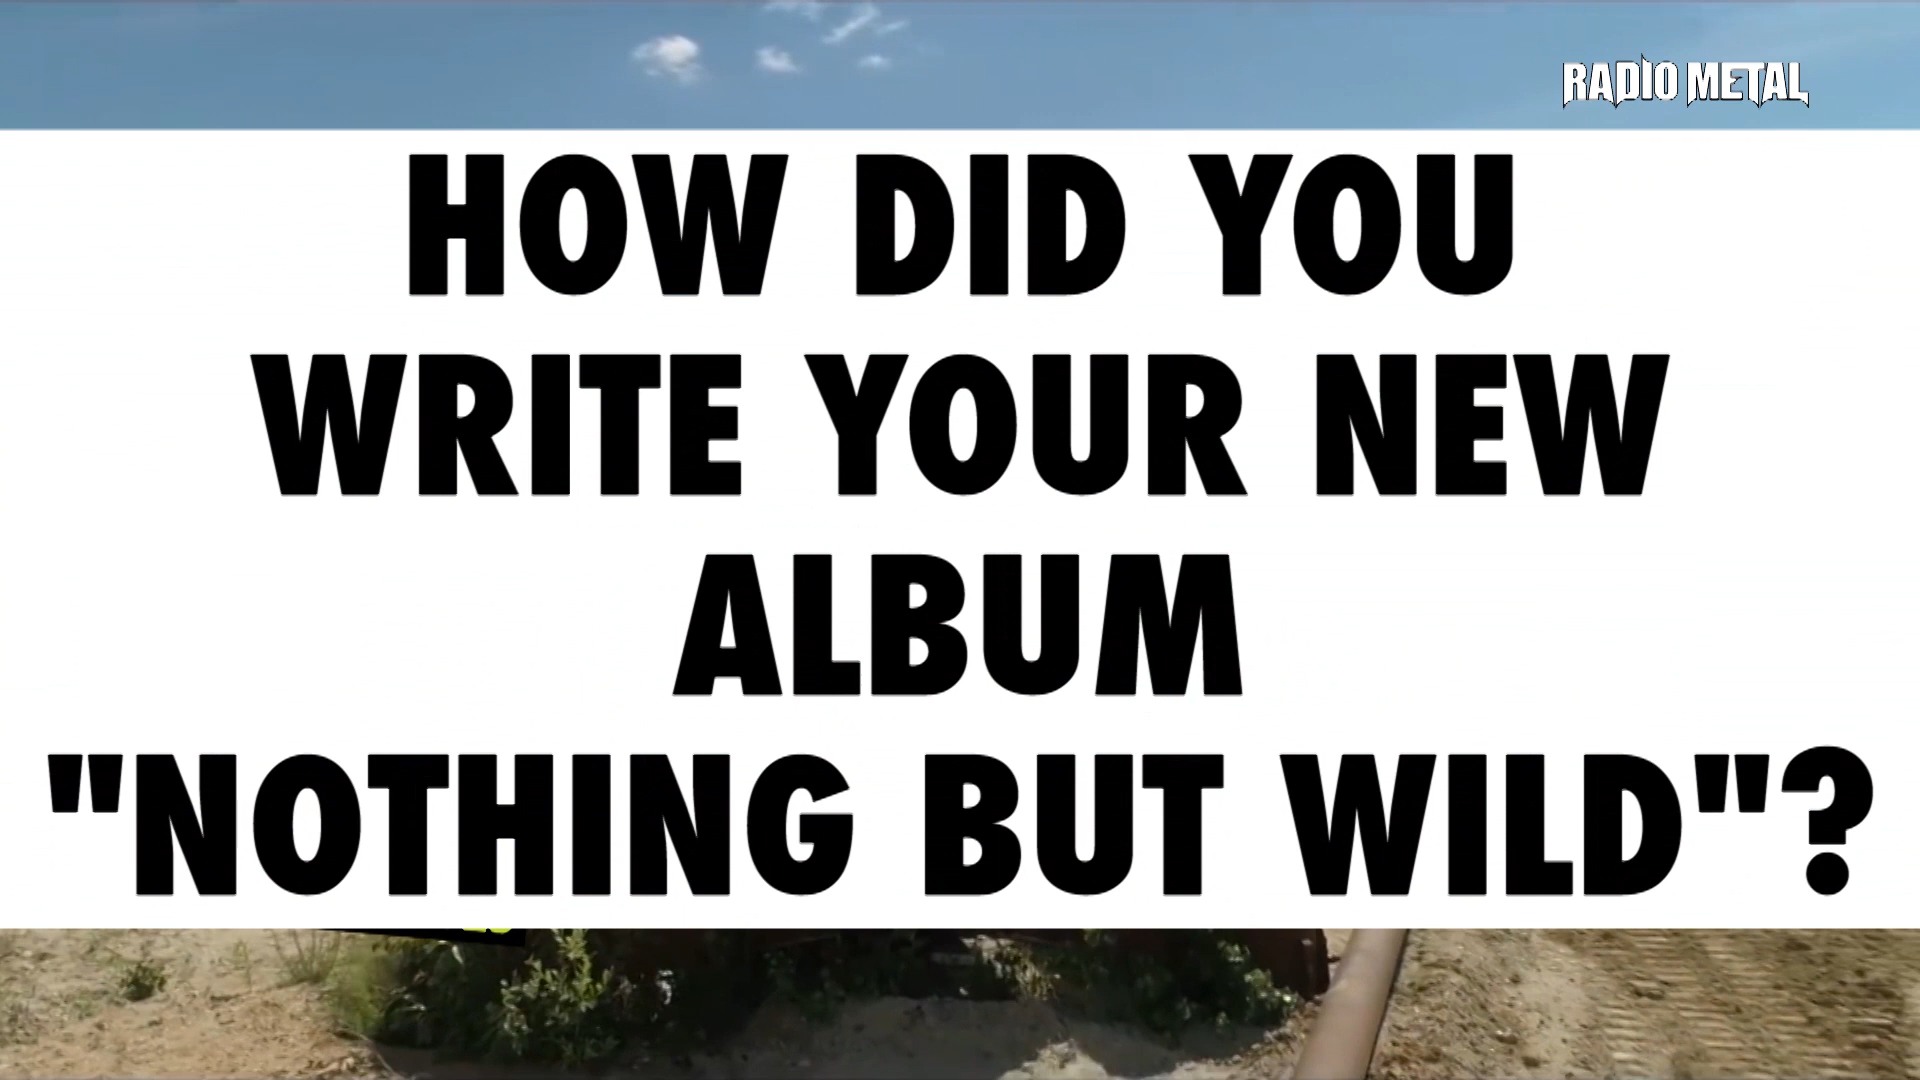 RADIO METAL
HOW DID YOU
WRITE YOUR NEW
ALBUM
"NOTHING BUT WILD"?